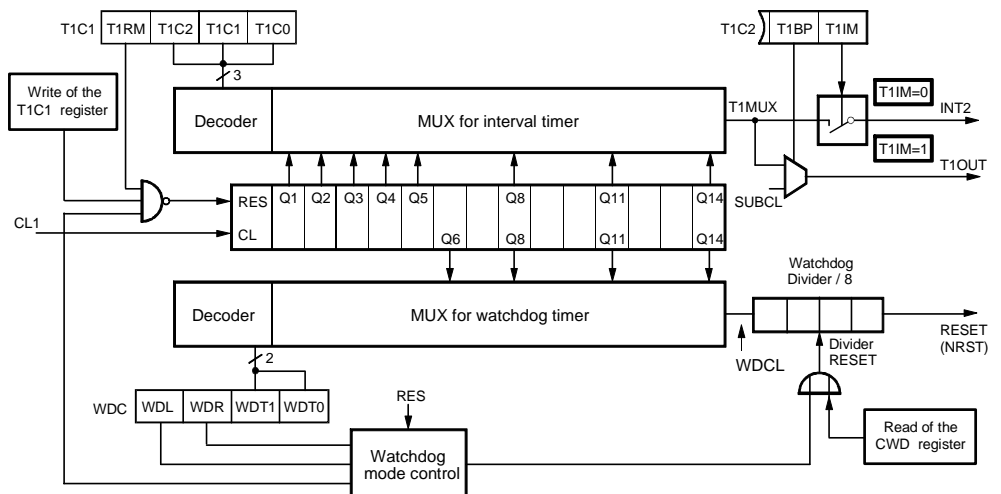 T1C1 T1RM T1C2 T1C1 T1C0
T1C2 T1BP T1IM
3
Write of the
T1C1 register
Decoder
MUX for interval timer
T1MUX
T1IM=0
INT2
T1IM=1
T1OUT
SUBCL
RES
CL
Q1 Q2 Q3 Q4 Q5 Q8 Q11 Q14
Q6 Q8 Q11 Q14
CL1
Decoder
MUX for watchdog timer
Watchdog
Divider / 8
RESET
(NRST)
Divider
RESET
WDCL
2
WDC WDL WDR WDT1 WDT0
RES
Watchdog
mode control
Read of the
CWD register